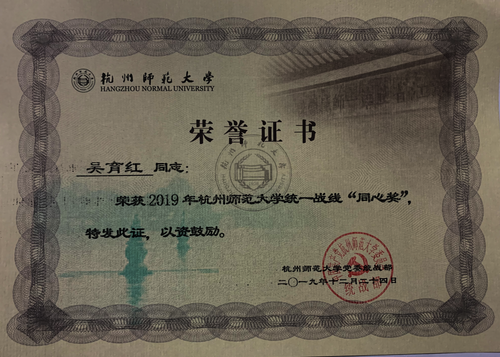 杭州师范大学
HANGZHOU NORMAL UNIVERSITY
荣誉证书
吴育红 同志：
荣获2019年杭州师范大学统一战线“同心奖”，
特发此证，以资鼓励。
杭州师范大学党委统战部
二〇一九年十二月二十四日